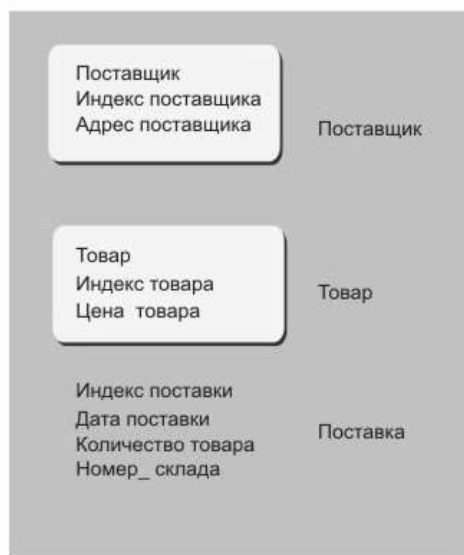 Поставщик
Индекс поставщика
Адрес поставщика
Поставщик
Товар
Индекс товара
Цена товара
Товар
Индекс поставки
Дата поставки
Количество товара
Номер_ склада
Поставка